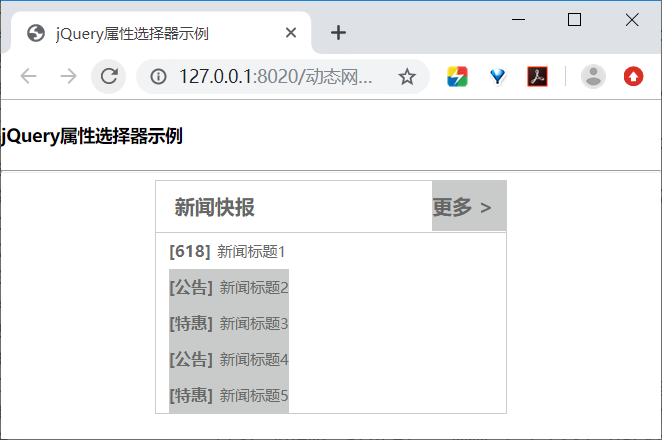 jQuery属性选择器示例
127.0.0.1:8020/动态网...
jQuery属性选择器示例
新闻快报 更多 >
[618] 新闻标题1
[公告] 新闻标题2
[特惠] 新闻标题3
[公告] 新闻标题4
[特惠] 新闻标题5